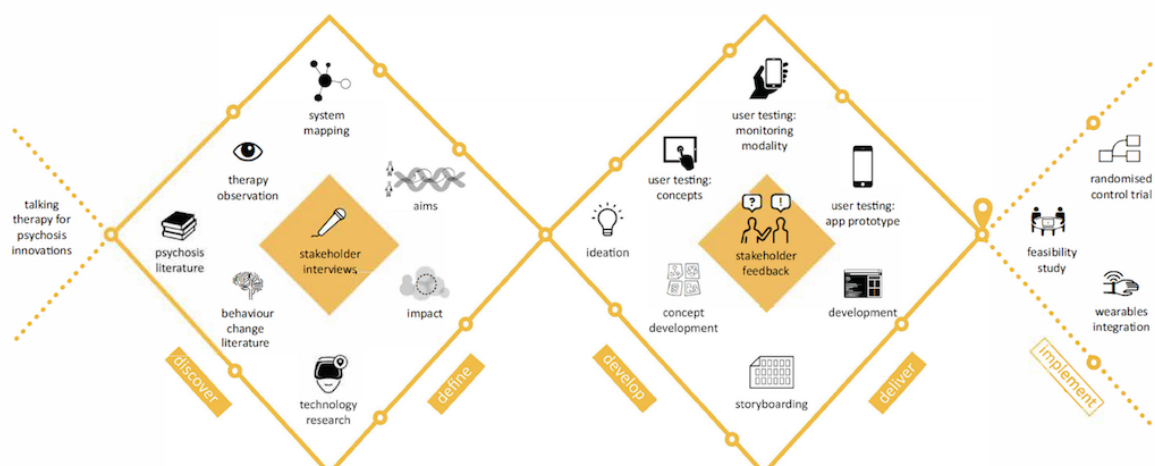 talking
therapy for
psychosis
innovations
system
mapping
therapy
observation
aims
psychosis
literature
stakeholder
interviews
behaviour
change
literature
impact
technology
research
discover
define
user testing:
monitoring
modality
user testing:
concepts
user testing:
app prototype
ideation
?
!
stakeholder
feedback
concept
development
development
storyboarding
develop
deliver
randomised
control trial
feasibility
study
wearables
integration
implement